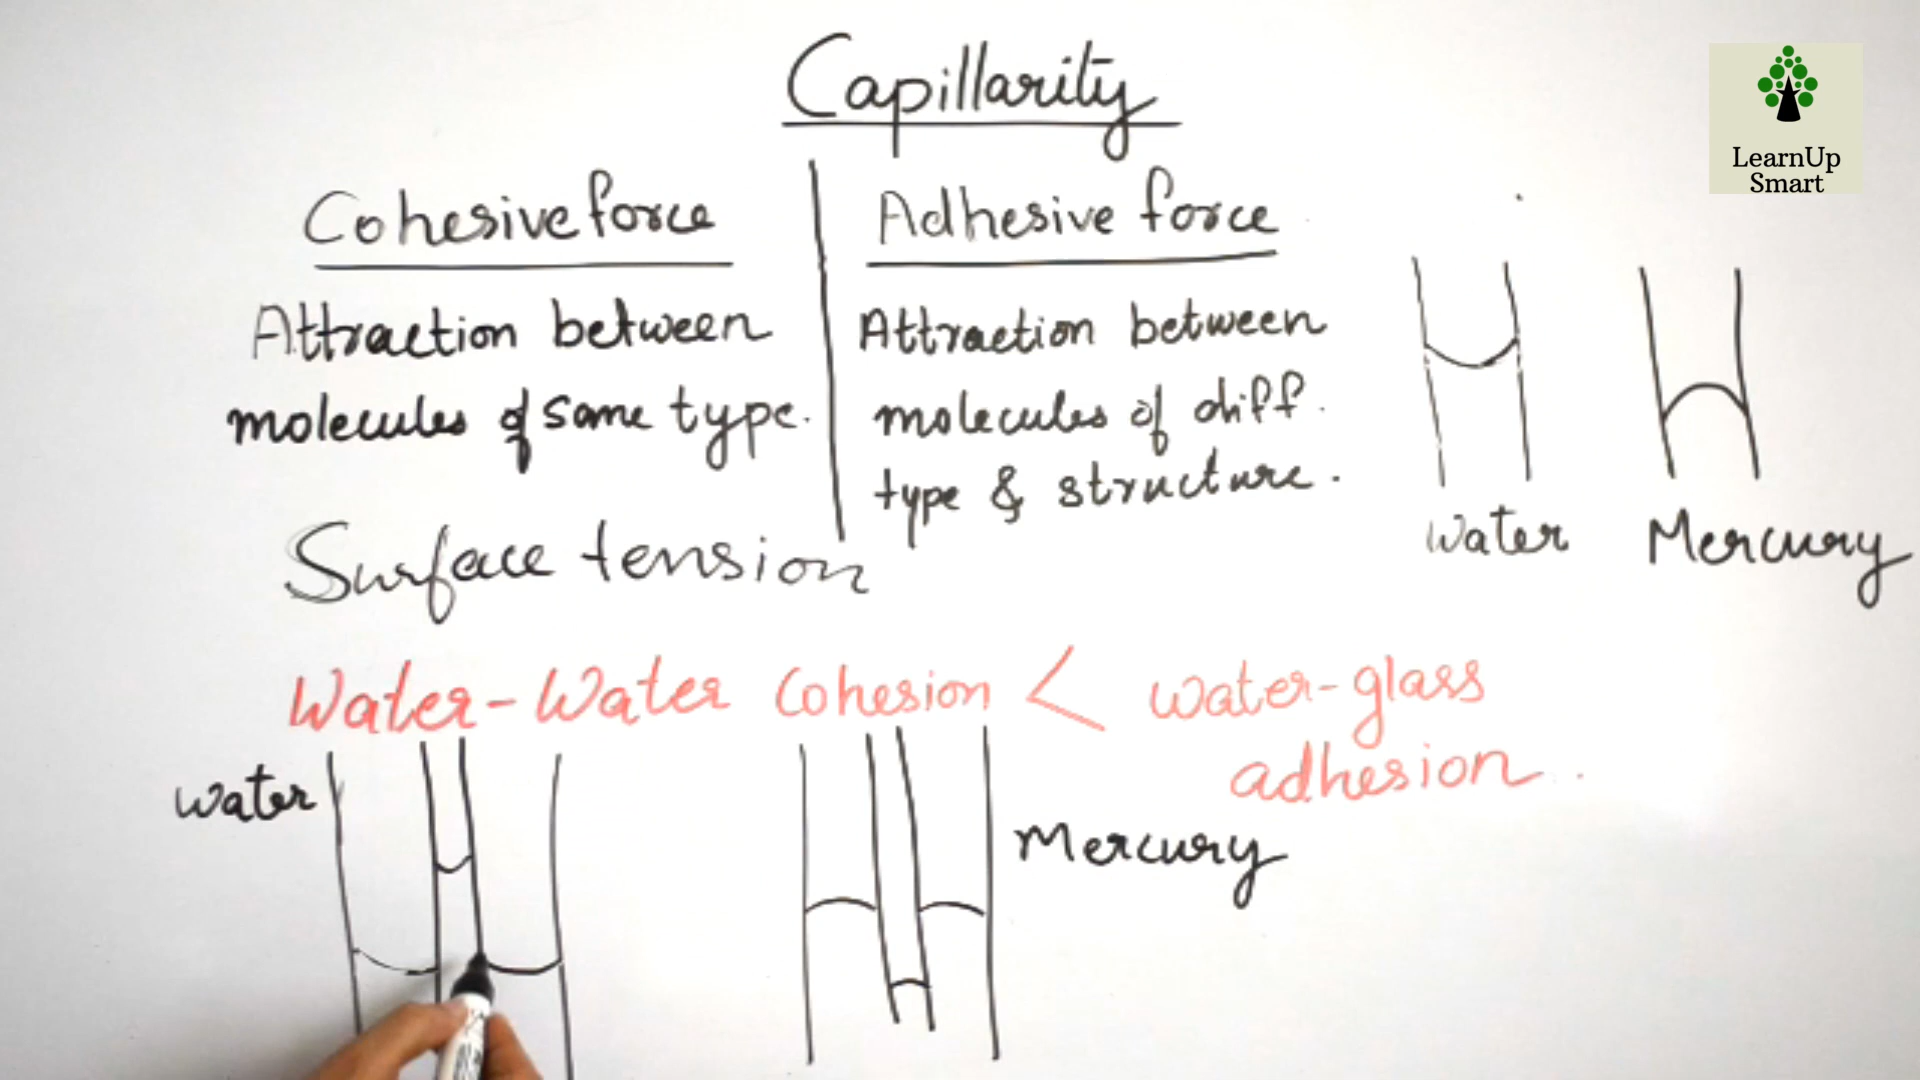 Capillarity
LearnUp
Smart
Cohesive force
Attraction between
molecules of same type.
Adhesive force
Attraction between
molecules of diff.
type & structure.
Water
Mercury
Surface tension
Water-Water Cohesion < water-glass
adhesion.
water
Mercury